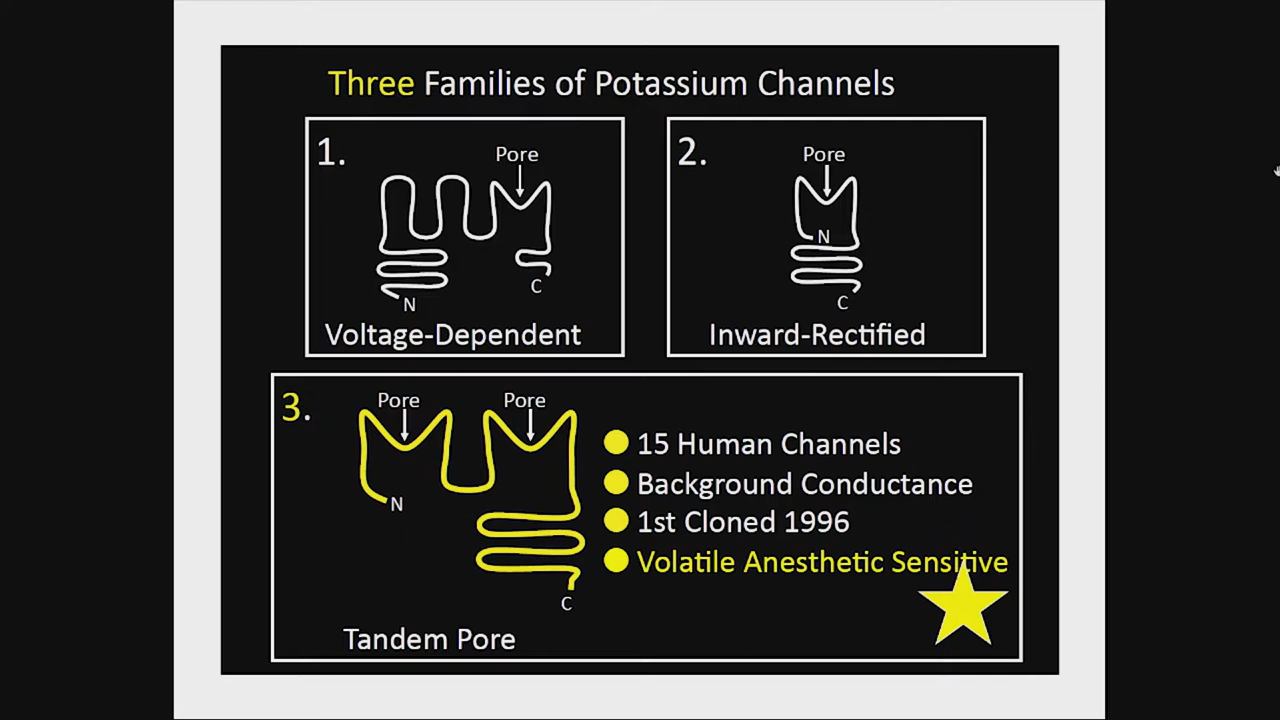 Three Families of Potassium Channels
1.
Pore
N
C
Voltage-Dependent
2.
Pore
N
C
Inward-Rectified
3.
Pore
Pore
N
C
Tandem Pore
15 Human Channels
Background Conductance
1st Cloned 1996
Volatile Anesthetic Sensitive